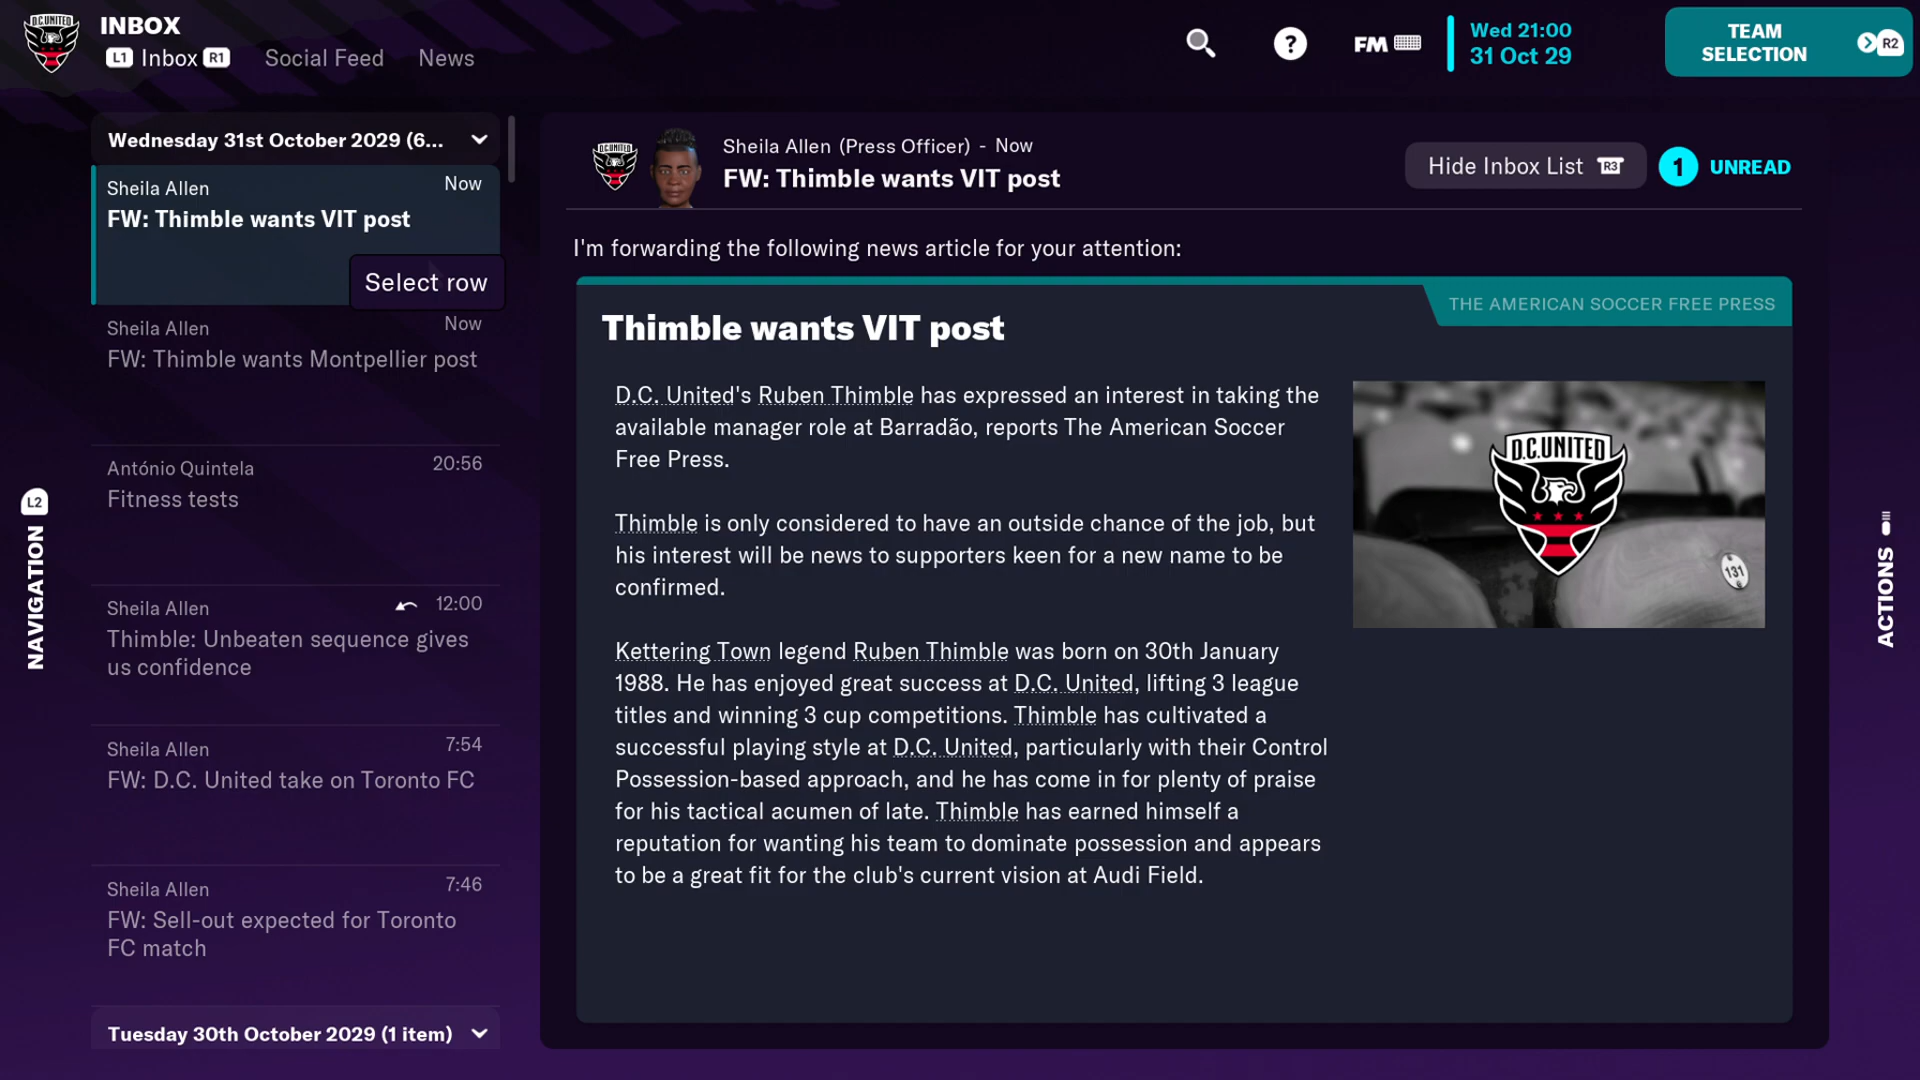 INBOX
L1 Inbox R1 Social Feed News
FM
Wed 21:00
31 Oct 29
TEAM
SELECTION
R2
Wednesday 31st October 2029 (6...
Sheila Allen Now
FW: Thimble wants VIT post
Select row
Sheila Allen Now
FW: Thimble wants Montpellier post
António Quintela 20:56
Fitness tests
Sheila Allen 12:00
Thimble: Unbeaten sequence gives
us confidence
Sheila Allen 7:54
FW: D.C. United take on Toronto FC
Sheila Allen 7:46
FW: Sell-out expected for Toronto
FC match
Tuesday 30th October 2029 (1 item)
L2
NAVIGATION
D.C.UNITED
Sheila Allen (Press Officer) - Now
FW: Thimble wants VIT post
Hide Inbox List R3
1 UNREAD
I'm forwarding the following news article for your attention:
THE AMERICAN SOCCER FREE PRESS
Thimble wants VIT post
D.C. United's Ruben Thimble has expressed an interest in taking the
available manager role at Barradão, reports The American Soccer
Free Press.
Thimble is only considered to have an outside chance of the job, but
his interest will be news to supporters keen for a new name to be
confirmed.
Kettering Town legend Ruben Thimble was born on 30th January
1988. He has enjoyed great success at D.C. United, lifting 3 league
titles and winning 3 cup competitions. Thimble has cultivated a
successful playing style at D.C. United, particularly with their Control
Possession-based approach, and he has come in for plenty of praise
for his tactical acumen of late. Thimble has earned himself a
reputation for wanting his team to dominate possession and appears
to be a great fit for the club's current vision at Audi Field.
D.C.UNITED
131
ACTIONS